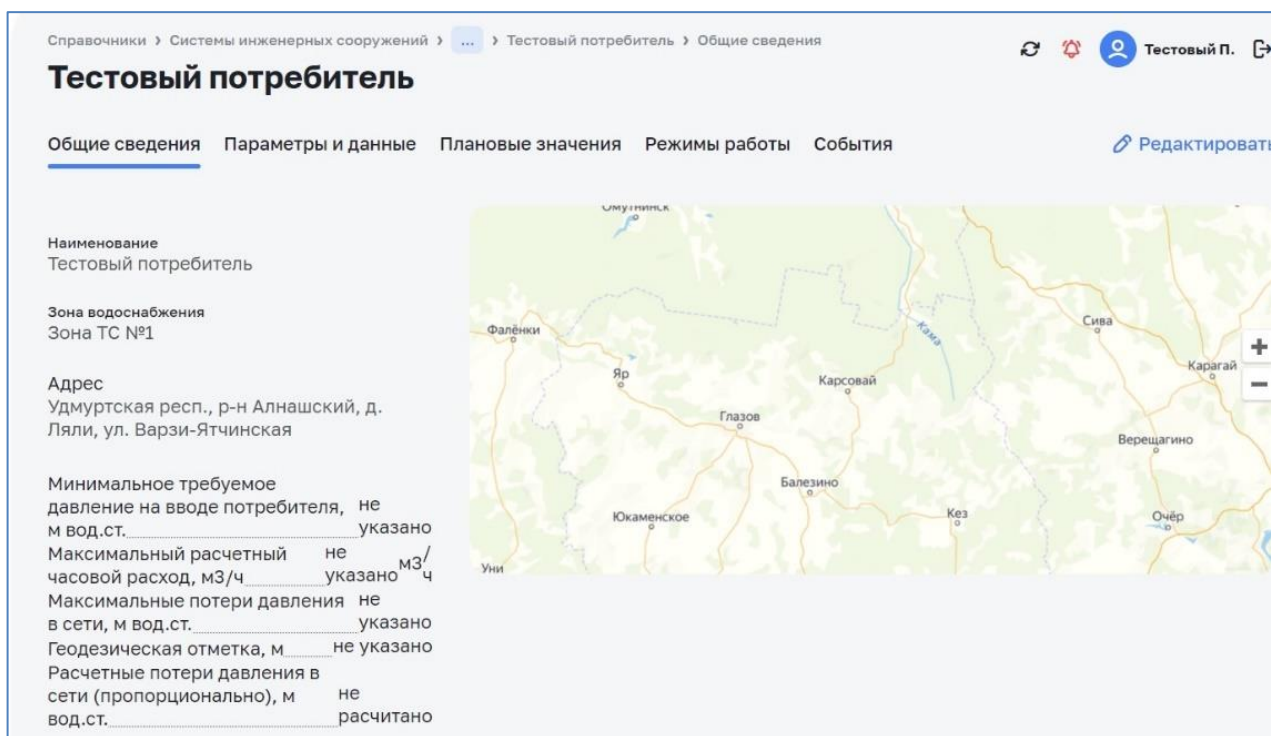 Справочники › Системы инженерных сооружений › ... › Тестовый потребитель › Общие сведения
Тестовый П.
Тестовый потребитель
Общие сведения Параметры и данные Плановые значения Режимы работы События
Редактировать
Наименование
Тестовый потребитель
Зона водоснабжения
Зона ТС №1
Адрес
Удмуртская респ., р-н Алнашский, д.
Ляли, ул. Варзи-Ятчинская
Минимальное требуемое
давление на вводе потребителя, не
м вод.ст. указано
Максимальный расчетный не м3/
часовой расход, м3/ч указано ч
Максимальные потери давления не
в сети, м вод.ст. указано
Геодезическая отметка, м не указано
Расчетные потери давления в
сети (пропорционально), м не
вод.ст. расчитано
Омутнинск
Фалёнки
Кама
Сива
+
Яр
Карсовай
Карагай
−
Глазов
Верещагино
Балезино
Юкаменское
Кез
Очёр
Уни